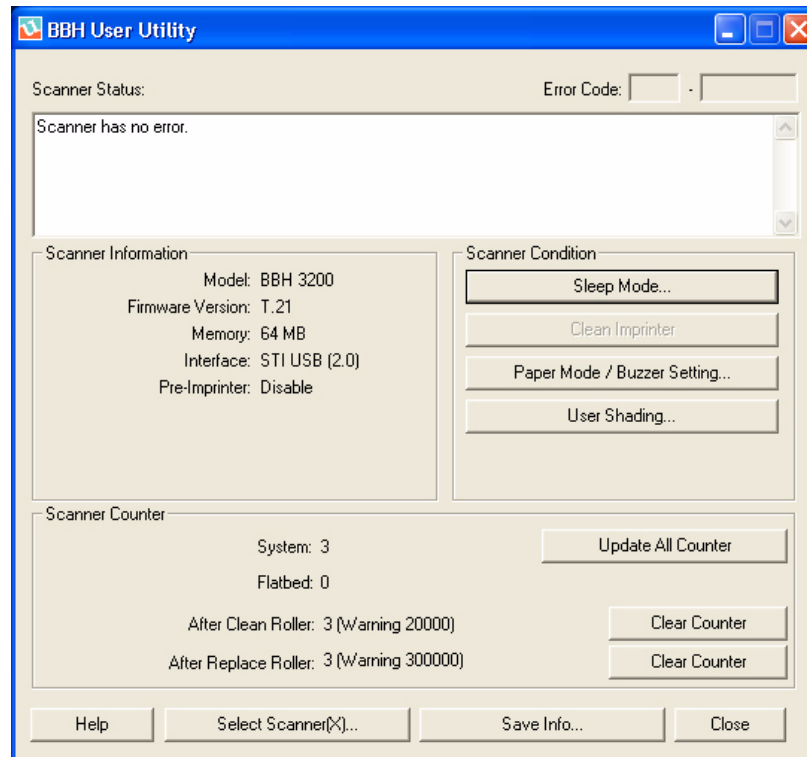 BBH User Utility
Scanner Status:
Error Code: -
Scanner has no error.
Scanner Information
Model: BBH 3200
Firmware Version: T.21
Memory: 64 MB
Interface: STI USB (2.0)
Pre-Imprinter: Disable
Scanner Condition
Sleep Mode...
Clean Imprinter
Paper Mode / Buzzer Setting...
User Shading...
Scanner Counter
System: 3
Update All Counter
Flatbed: 0
After Clean Roller: 3 (Warning 20000)
Clear Counter
After Replace Roller: 3 (Warning 300000)
Clear Counter
Help
Select Scanner(X)...
Save Info...
Close